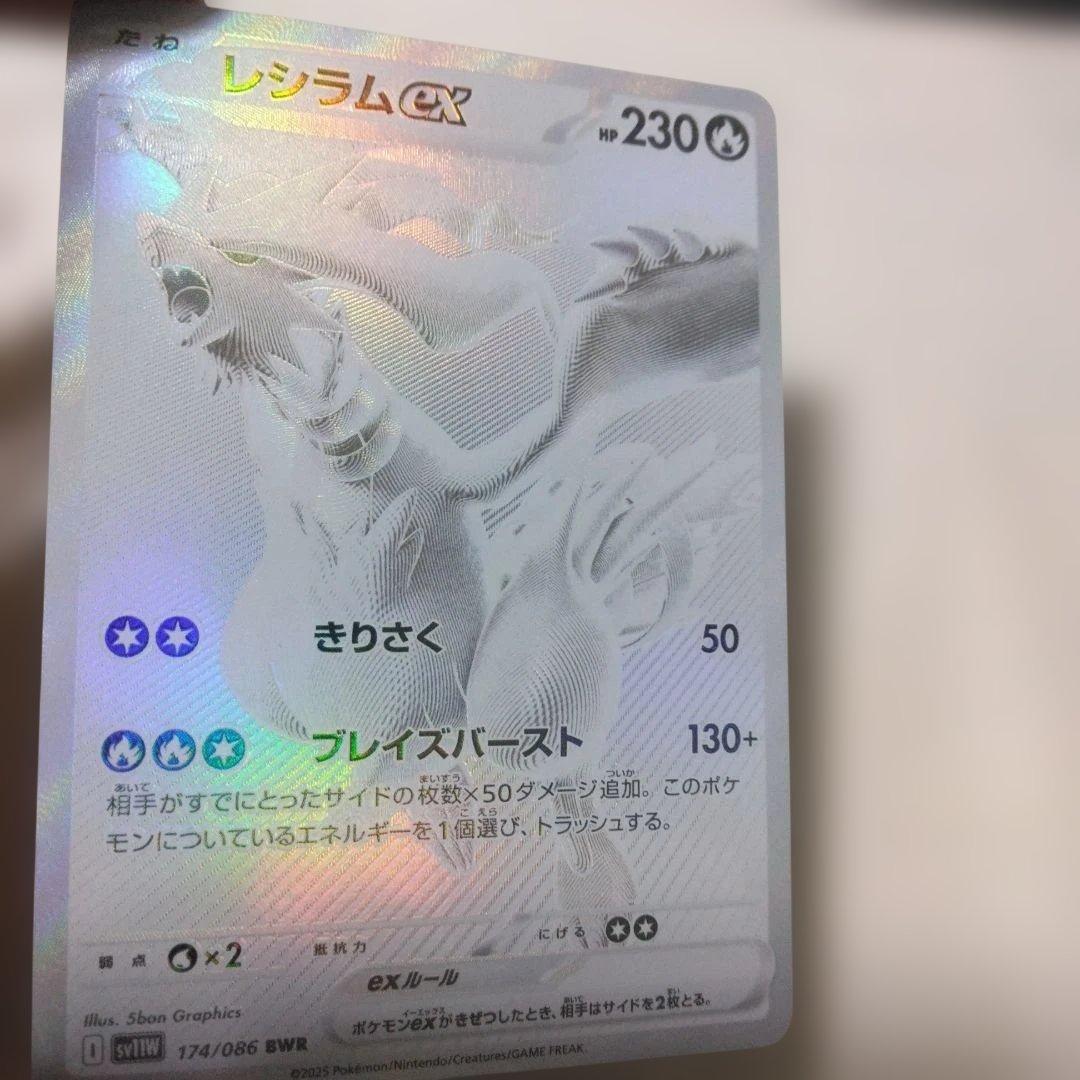 たね
レシラムex
HP230
きりさく 50
ブレイズバースト 130+
相手がすでにとったサイドの枚数×50ダメージ追加。このポケ
モンについているエネルギーを1個選び、トラッシュする。
弱点 ×2 抵抗力 にげる
exルール
ポケモンexがきぜつしたとき、相手はサイドを2枚とる。
Illus. 5ban Graphics
I SV11W 174/086 BWR
©2025 Pokémon/Nintendo/Creatures/GAME FREAK.